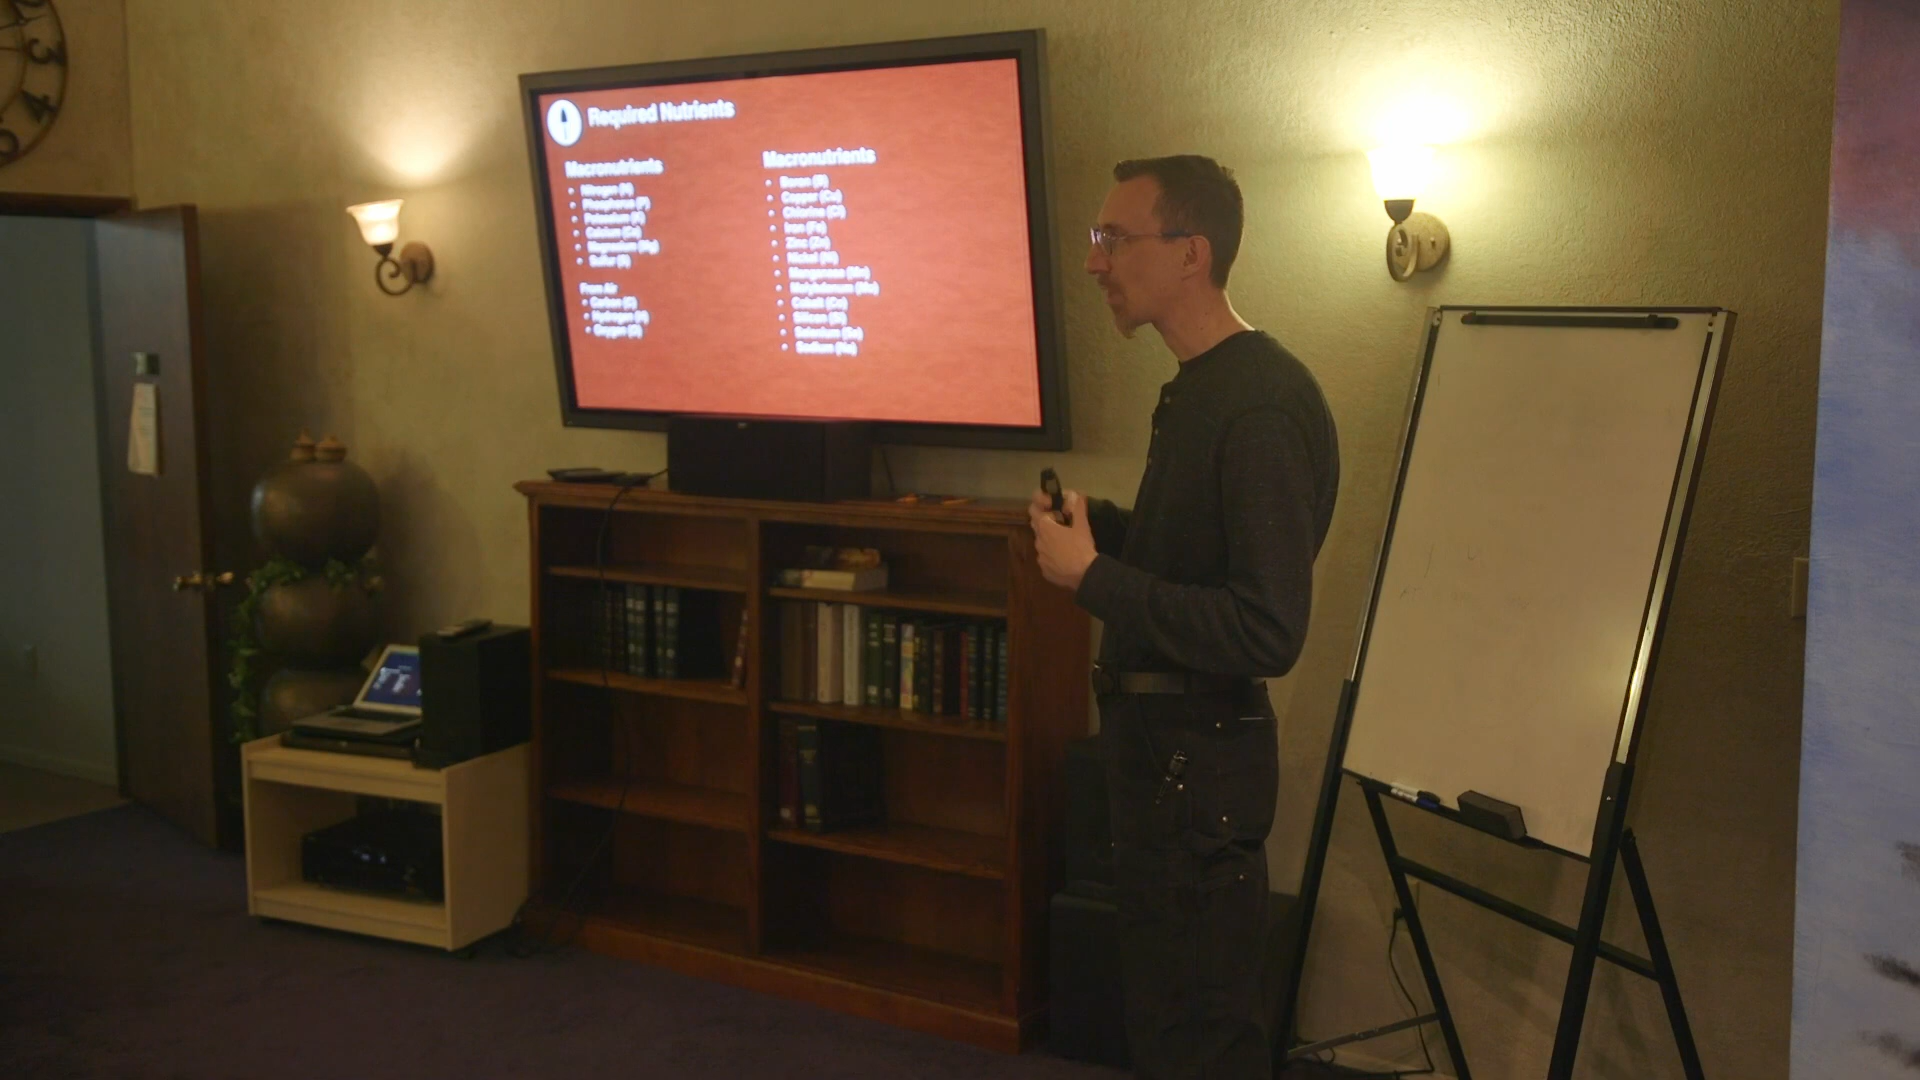 Required Nutrients
Macronutrients
• Nitrogen (N)
• Phosphorus (P)
• Potassium (K)
• Calcium (Ca)
• Magnesium (Mg)
• Sulfur (S)
From Air
• Carbon (C)
• Hydrogen (H)
• Oxygen (O)
Macronutrients
• Boron (B)
• Copper (Cu)
• Chlorine (Cl)
• Iron (Fe)
• Zinc (Zn)
• Nickel (Ni)
• Manganese (Mn)
• Molybdenum (Mo)
• Cobalt (Co)
• Silicon (Si)
• Selenium (Se)
• Sodium (Na)
3
4